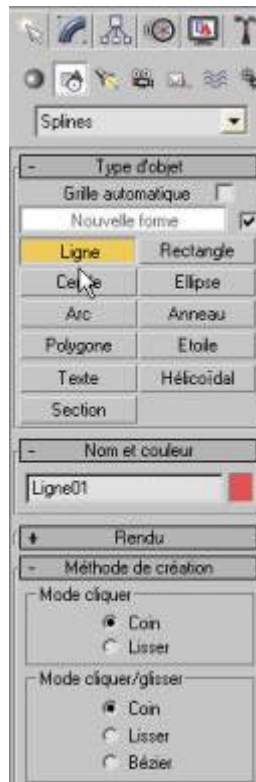 Splines
- Type d'objet
Grille automatique
Nouvelle forme
Ligne Rectangle
Cercle Ellipse
Arc Anneau
Polygone Etoile
Texte Hélicoïdal
Section
- Nom et couleur
Ligne01
+ Rendu
- Méthode de création
Mode cliquer
Coin
Lisser
Mode cliquer/glisser
Coin
Lisser
Bézier